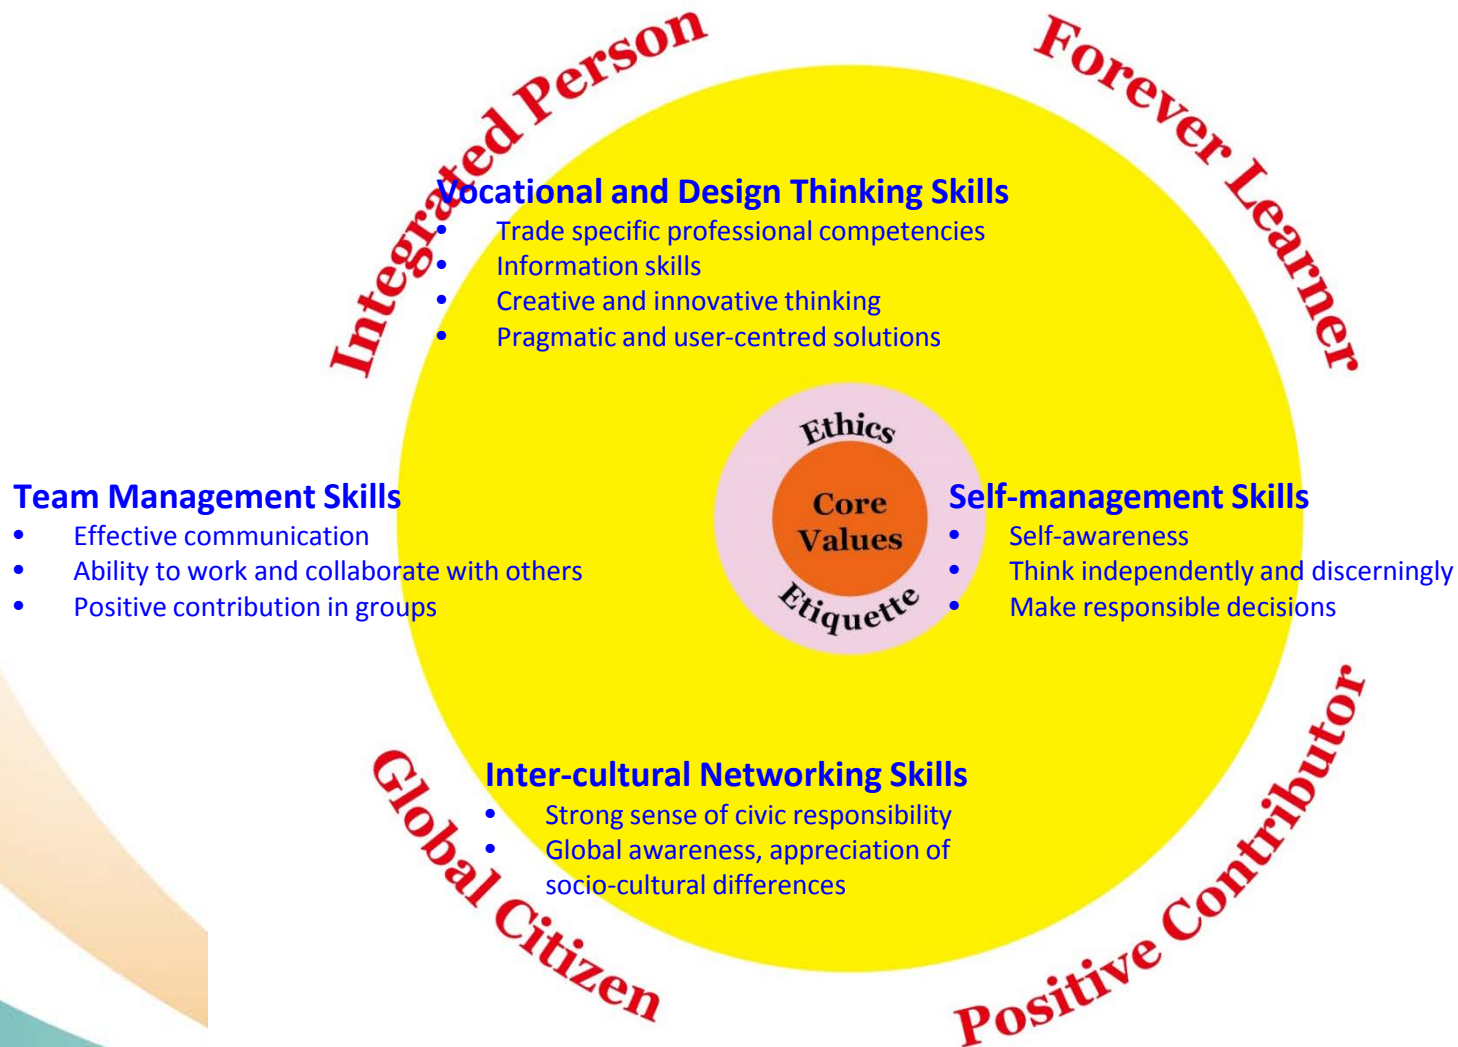 Integrated Person
Forever Learner
Vocational and Design Thinking Skills
• Trade specific professional competencies
• Information skills
• Creative and innovative thinking
• Pragmatic and user-centred solutions
Team Management Skills
• Effective communication
• Ability to work and collaborate with others
• Positive contribution in groups
Ethics
Core
Values
Etiquette
Self-management Skills
• Self-awareness
• Think independently and discerningly
• Make responsible decisions
Inter-cultural Networking Skills
• Strong sense of civic responsibility
• Global awareness, appreciation of
socio-cultural differences
Global Citizen
Positive Contributor